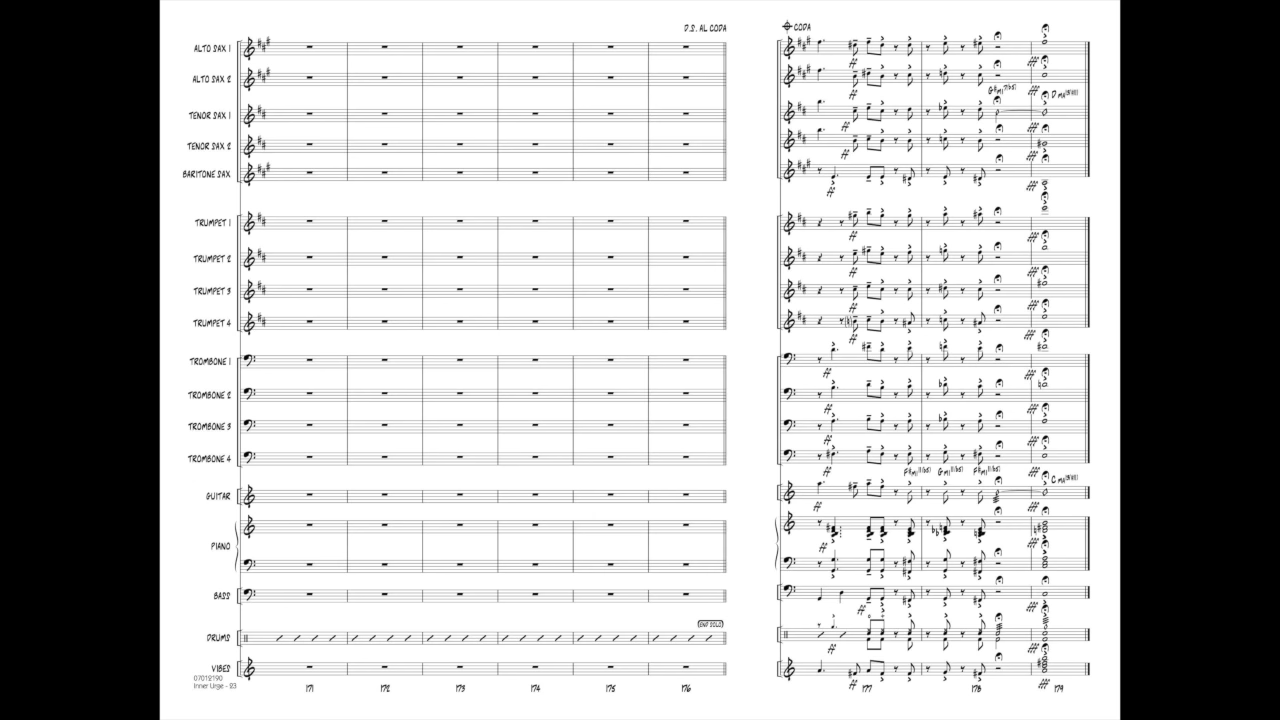 D.S. AL CODA
CODA
ALTO SAX 1
ALTO SAX 2
TENOR SAX 1
TENOR SAX 2
BARITONE SAX
TRUMPET 1
TRUMPET 2
TRUMPET 3
TRUMPET 4
TROMBONE 1
TROMBONE 2
TROMBONE 3
TROMBONE 4
GUITAR
PIANO
BASS
DRUMS
(END SOLO)
VIBES
07012190
Inner Urge - 23
171 172 173 174 175 176 177 178 179